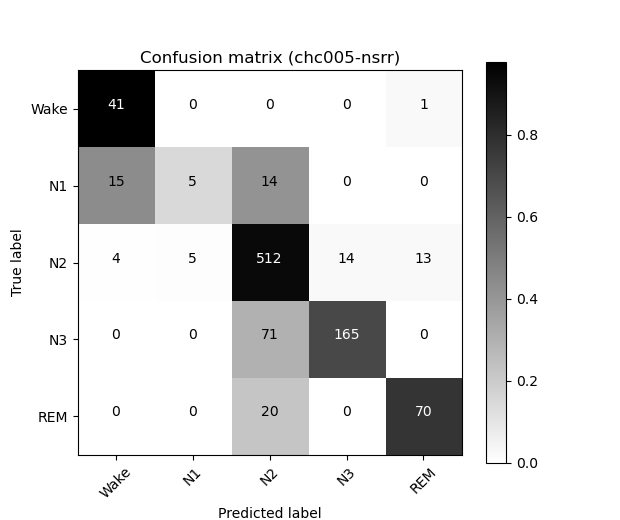 Confusion matrix (chc005-nsrr)
True label
Wake 41 0 0 0 1
N1 15 5 14 0 0
N2 4 5 512 14 13
N3 0 0 71 165 0
REM 0 0 20 0 70
Wake N1 N2 N3 REM
Predicted label
0.8
0.6
0.4
0.2
0.0